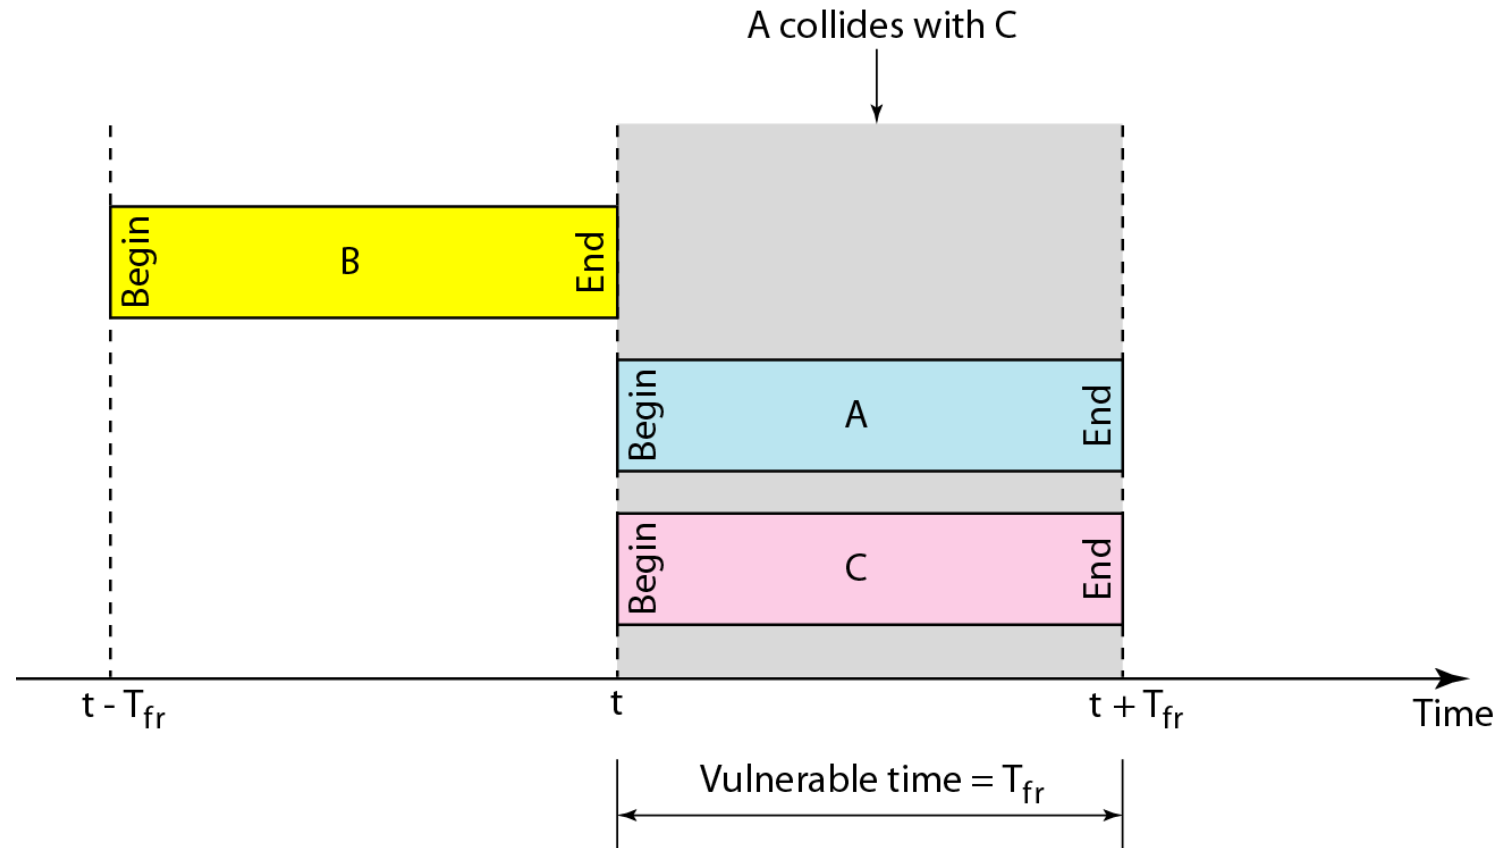 A collides with C
Begin B End
Begin A End
Begin C End
t - Tfr t t + Tfr
Time
Vulnerable time = Tfr